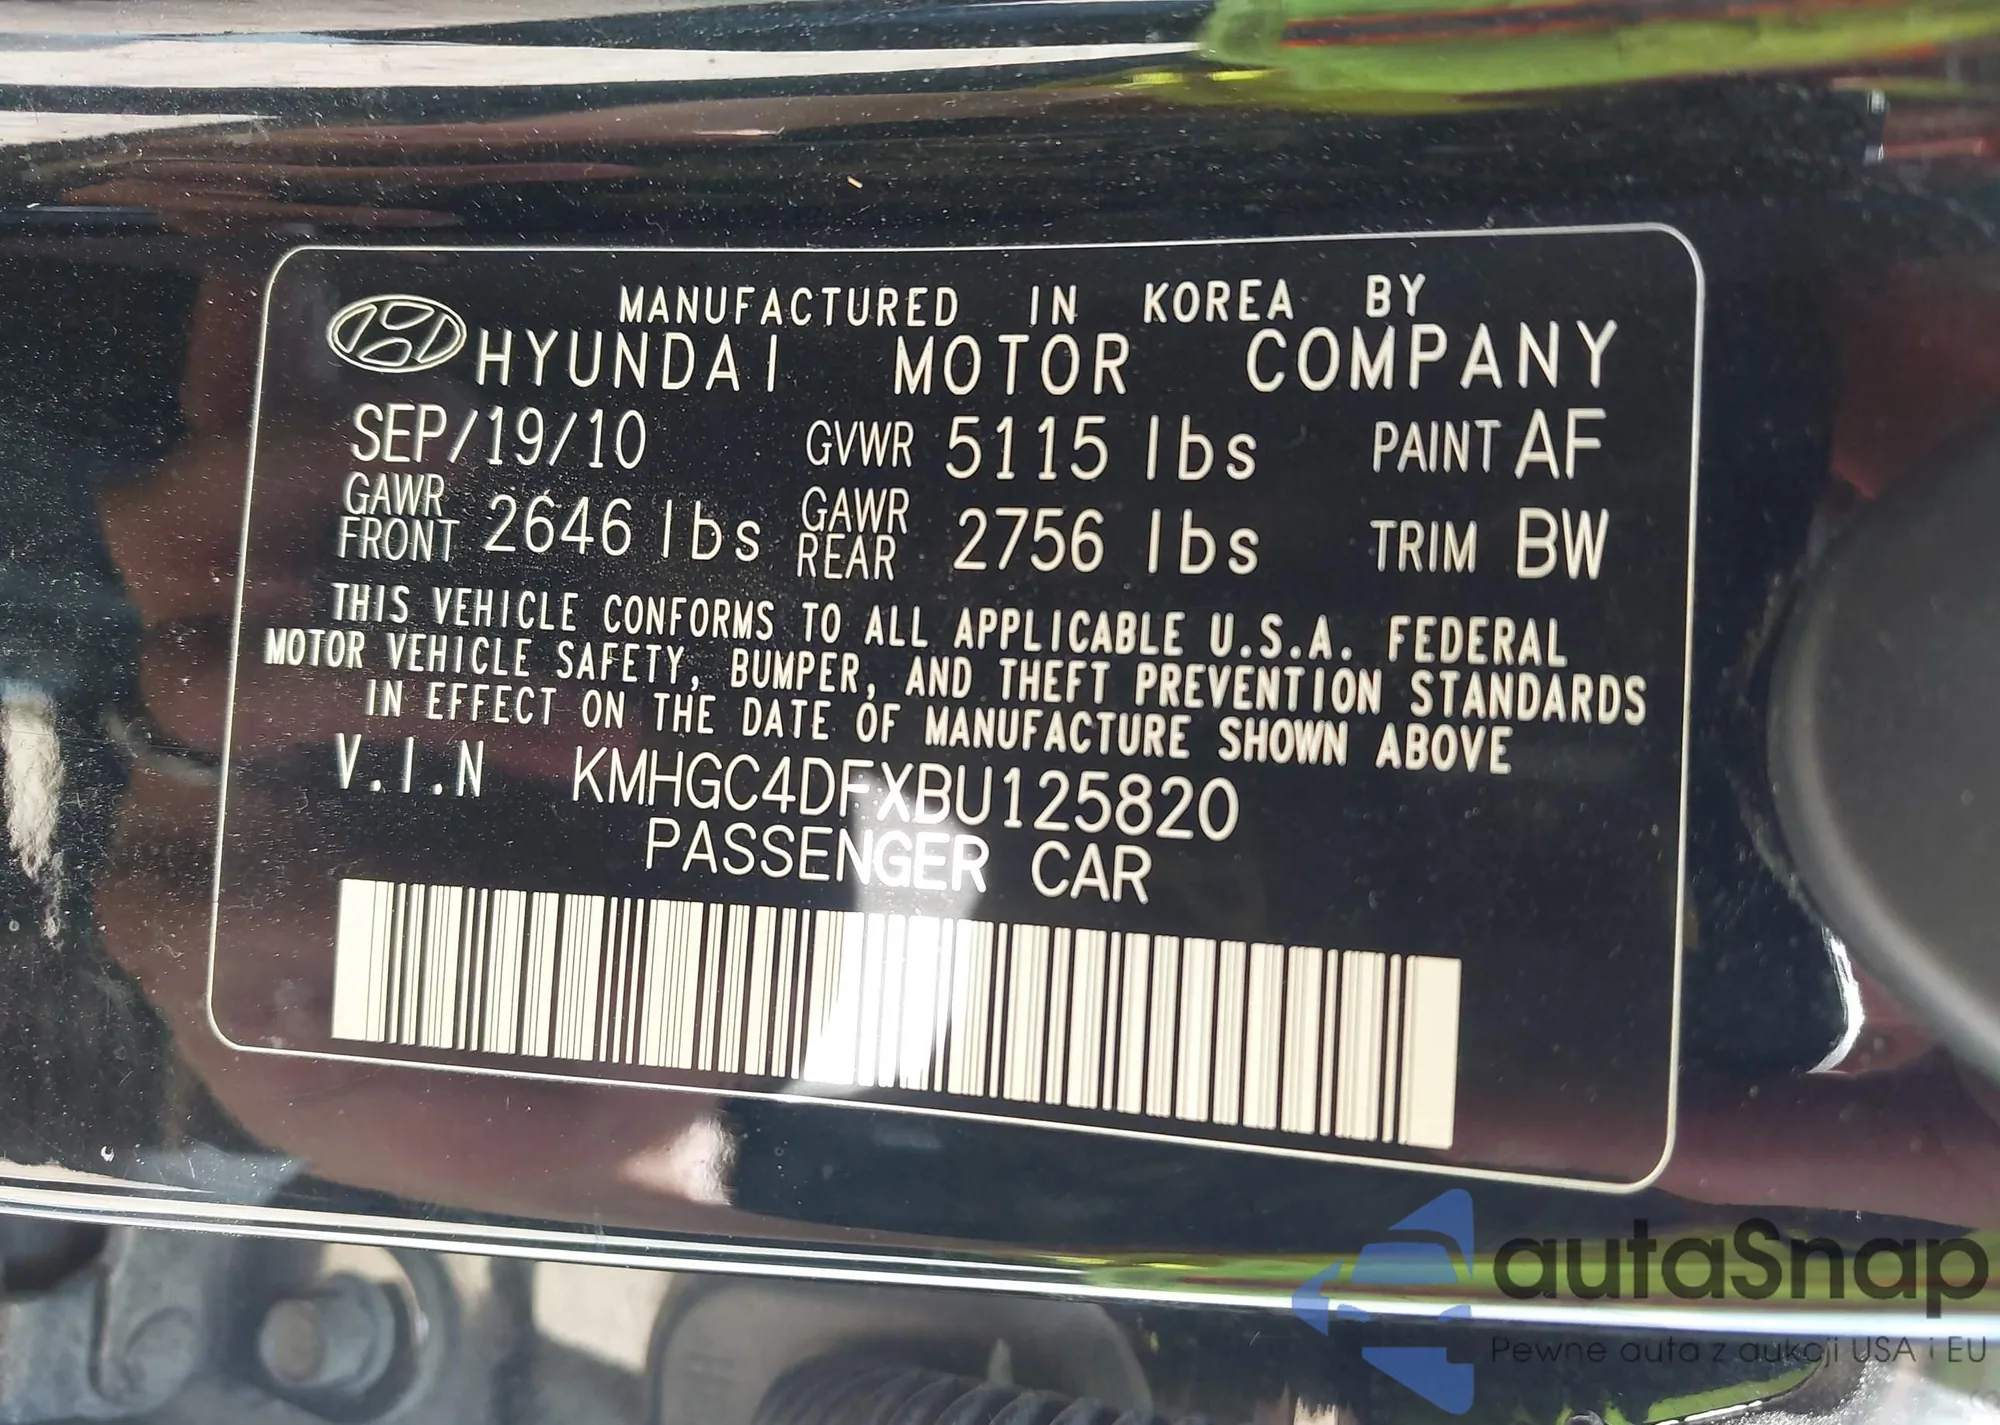 MANUFACTURED IN KOREA BY
HYUNDAI MOTOR COMPANY
SEP/19/10 GVWR 5115 lbs PAINT AF
GAWR FRONT 2646 lbs GAWR REAR 2756 lbs TRIM BW
THIS VEHICLE CONFORMS TO ALL APPLICABLE U.S.A. FEDERAL
MOTOR VEHICLE SAFETY, BUMPER, AND THEFT PREVENTION STANDARDS
IN EFFECT ON THE DATE OF MANUFACTURE SHOWN ABOVE
V.I.N KMHGC4DFXBU125820
PASSENGER CAR
autaSnap
Pewne auta z aukcji USA i EU